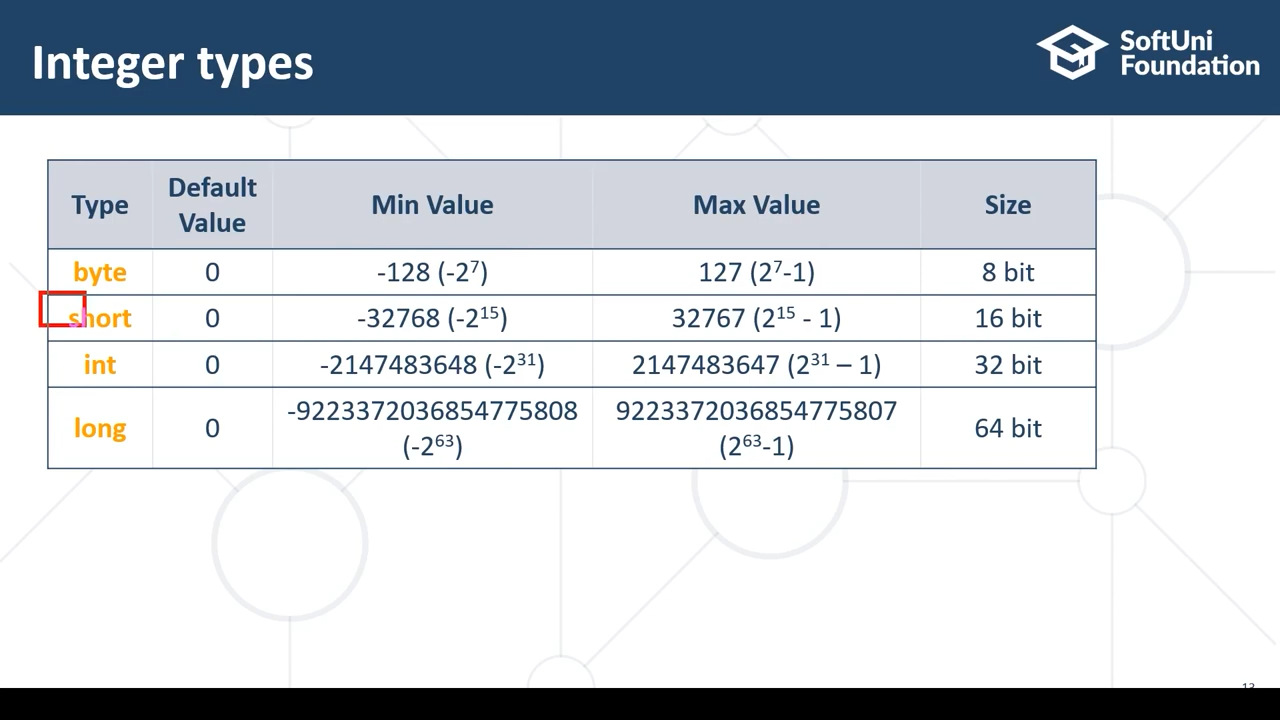 Integer types
SoftUni
Foundation
Type Default Value Min Value Max Value Size
byte 0 -128 (-2⁷) 127 (2⁷-1) 8 bit
short 0 -32768 (-2¹⁵) 32767 (2¹⁵ - 1) 16 bit
int 0 -2147483648 (-2³¹) 2147483647 (2³¹ – 1) 32 bit
long 0 -9223372036854775808 (-2⁶³) 9223372036854775807 (2⁶³-1) 64 bit
13